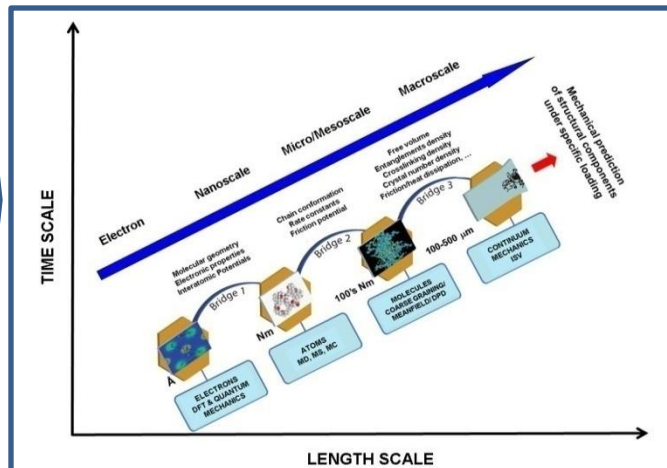 TIME SCALE
Electron
Nanoscale
Micro/Mesoscale
Macroscale
Molecular geometry
Electronic properties
Interatomic Potentials
Bridge 1
Chain conformation
Rate constants
Friction potential
Bridge 2
Free volume
Entanglements density
Crosslinking density
Crystal number density
Friction/heat dissipation, ...
Bridge 3
Mechanical prediction
of structural components
under specific loading
A
Nm
100's Nm
100-500 µm
ELECTRONS
DFT & QUANTUM
MECHANICS
ATOMS
MD, MS, MC
MOLECULES
COARSE GRAINING/
MEANFIELD/ DPD
CONTINUUM
MECHANICS
ISV
LENGTH SCALE